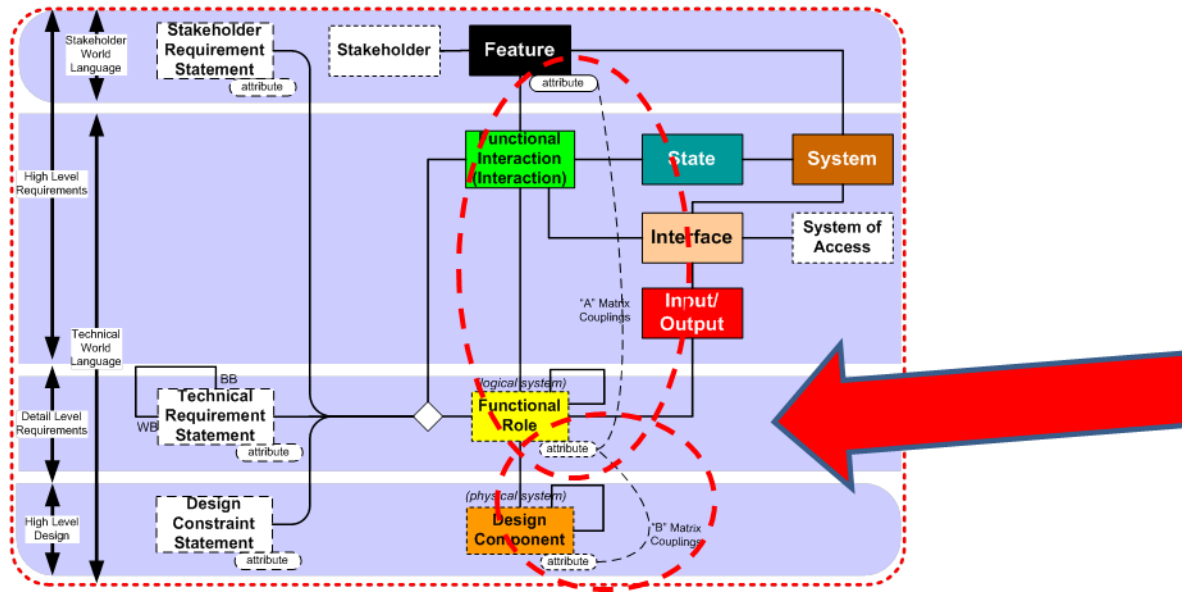 Stakeholder
World
Language
Stakeholder
Requirement
Statement
attribute
Stakeholder
Feature
attribute
High Level
Requirements
Functional
Interaction
(Interaction)
State
System
Interface
System of
Access
"A" Matrix
Couplings
Input/
Output
Technical
World
Language
Detail Level
Requirements
BB
WB
Technical
Requirement
Statement
attribute
(logical system)
Functional
Role
attribute
High Level
Design
Design
Constraint
Statement
attribute
(physical system)
Design
Component
attribute
"B" Matrix
Couplings